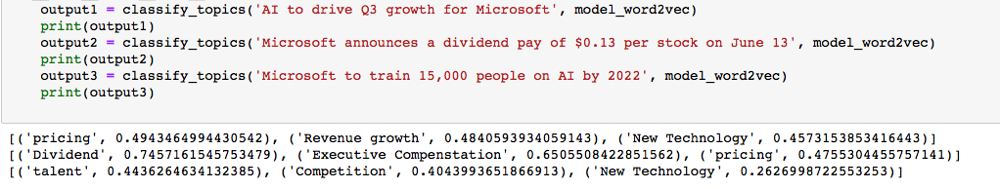 output1 = classify_topics('AI to drive Q3 growth for Microsoft', model_word2vec)
print(output1)
output2 = classify_topics('Microsoft announces a dividend pay of $0.13 per stock on June 13', model_word2vec)
print(output2)
output3 = classify_topics('Microsoft to train 15,000 people on AI by 2022', model_word2vec)
print(output3)
[('pricing', 0.4943464994430542), ('Revenue growth', 0.4840593934059143), ('New Technology', 0.4573153853416443)]
[('Dividend', 0.7457161545753479), ('Executive Compenstation', 0.6505508422851562), ('pricing', 0.4755304455757141)]
[('talent', 0.4436264634132385), ('Competition', 0.4043993651866913), ('New Technology', 0.2626998722553253)]